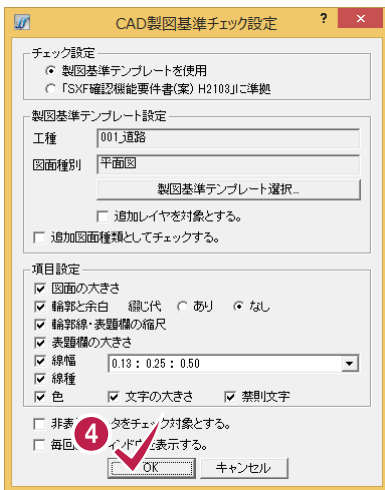 CAD製図基準チェック設定 ? ×
チェック設定
製図基準テンプレートを使用
「SXF確認機能要件書(案) H2103」に準拠
製図基準テンプレート設定
工種 001_道路
図面種別 平面図
製図基準テンプレート選択...
追加レイヤを対象とする。
追加図面種類としてチェックする。
項目設定
図面の大きさ
輪郭と余白 綴じ代 あり なし
輪郭線・表題欄の縮尺
表題欄の大きさ
線幅 0.13 : 0.25 : 0.50
線種
色 文字の大きさ 禁則文字
非表 タをチェック対象とする。
毎回 ィンドウを表示する。
4
OK キャンセル